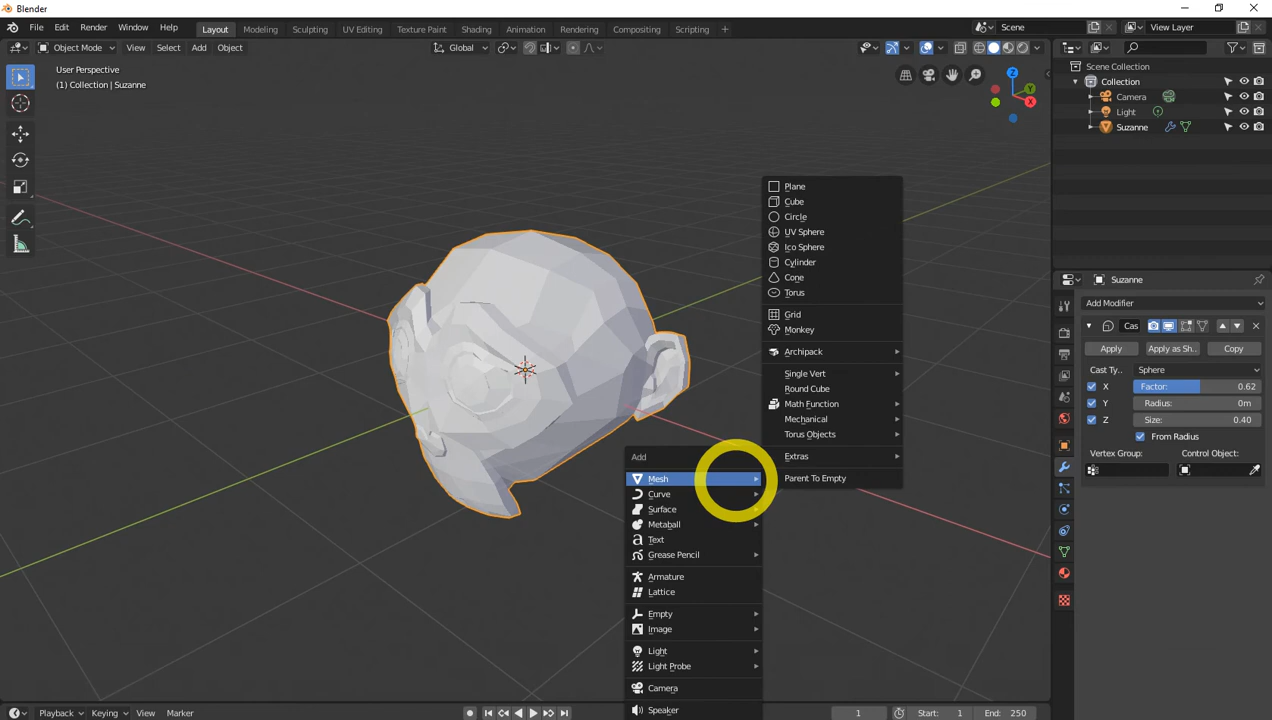 Blender
File Edit Render Window Help Layout Modeling Sculpting UV Editing Texture Paint Shading Animation Rendering Compositing Scripting + Scene View Layer
Object Mode View Select Add Object Global
User Perspective
(1) Collection | Suzanne
Z
Y
X
Scene Collection
Collection
Camera
Light
Suzanne
Plane
Cube
Circle
UV Sphere
Ico Sphere
Cylinder
Cone
Torus
Grid
Monkey
Archipack
Single Vert
Round Cube
Math Function
Mechanical
Torus Objects
Extras
Parent To Empty
Add
Mesh
Curve
Surface
Metaball
Text
Grease Pencil
Armature
Lattice
Empty
Image
Light
Light Probe
Camera
Speaker
Suzanne
Add Modifier
Cas
Apply Apply as Sh.. Copy
Cast Ty.. Sphere
X Factor: 0.62
Y Radius: 0m
Z Size: 0.40
From Radius
Vertex Group: Control Object:
Playback Keying View Marker 1 Start: 1 End: 250